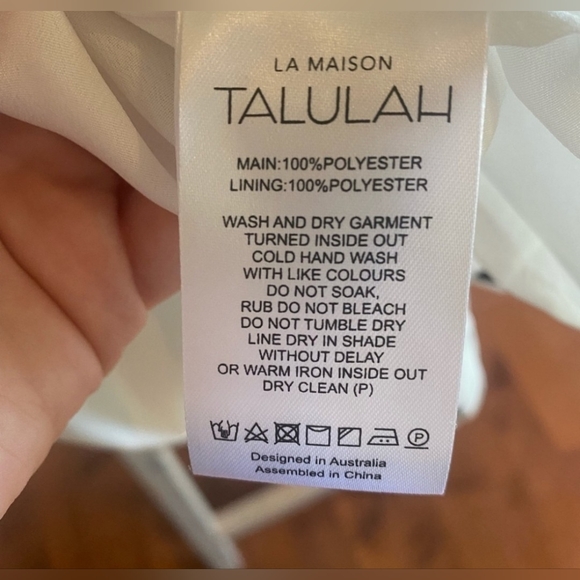 LA MAISON
TALULAH
MAIN:100%POLYESTER
LINING:100%POLYESTER
WASH AND DRY GARMENT
TURNED INSIDE OUT
COLD HAND WASH
WITH LIKE COLOURS
DO NOT SOAK,
RUB DO NOT BLEACH
DO NOT TUMBLE DRY
LINE DRY IN SHADE
WITHOUT DELAY
OR WARM IRON INSIDE OUT
DRY CLEAN (P)
P
Designed in Australia
Assembled in China